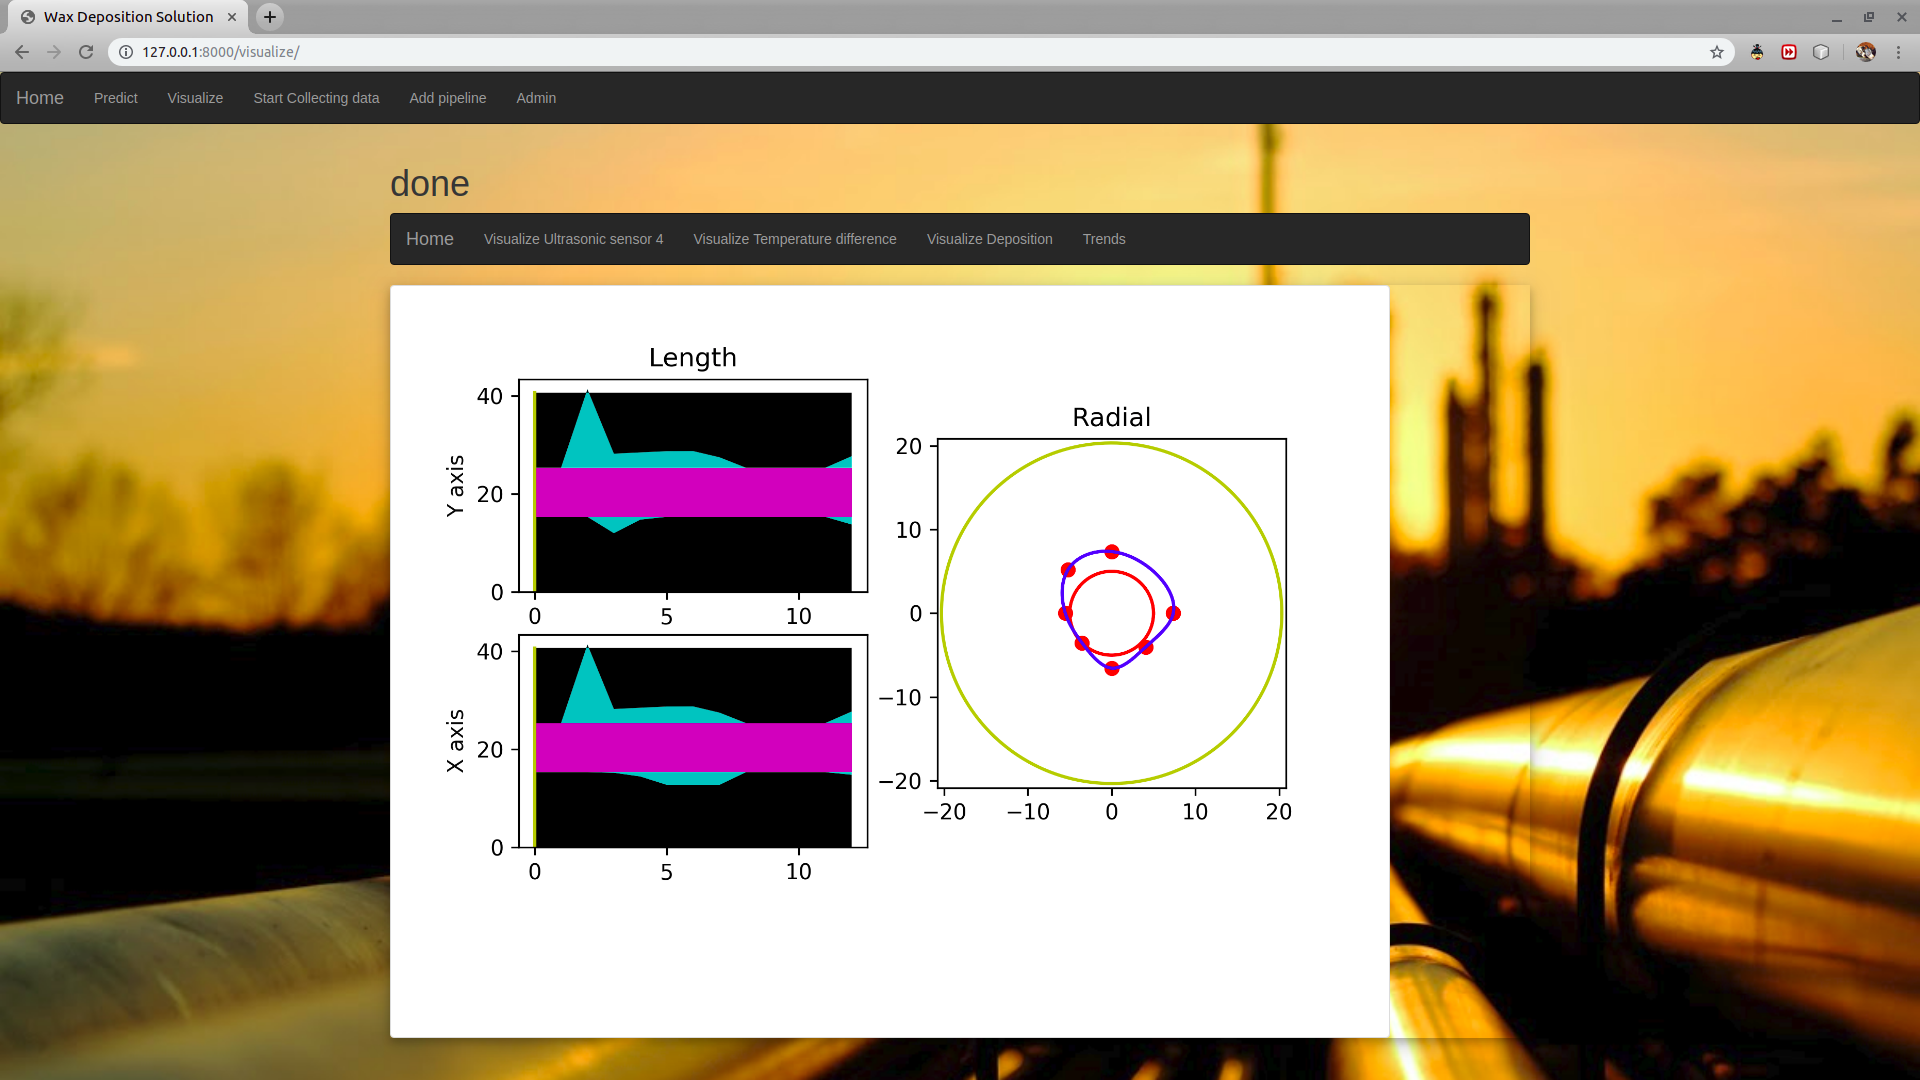 Wax Deposition Solution
127.0.0.1:8000/visualize/
Home Predict Visualize Start Collecting data Add pipeline Admin
done
Home Visualize Ultrasonic sensor 4 Visualize Temperature difference Visualize Deposition Trends
Length
40
20
0
Y axis
0 5 10
40
20
0
X axis
0 5 10
Radial
20
10
0
−10
−20
−20 −10 0 10 20